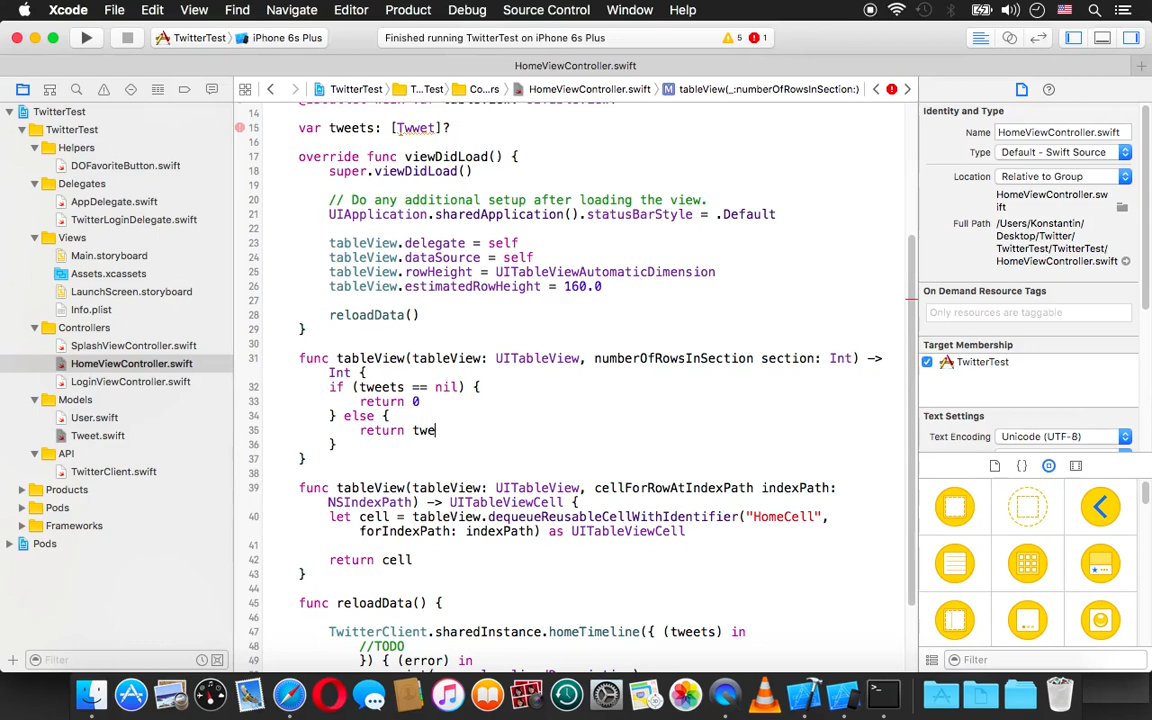 Xcode File Edit View Find Navigate Editor Product Debug Source Control Window Help
TwitterTest iPhone 6s Plus
Finished running TwitterTest on iPhone 6s Plus
5 1
HomeViewController.swift
TwitterTest T...Test Co...rs HomeViewController.swift tableView(_:numberOfRowsInSection:)
TwitterTest
TwitterTest
Helpers
DOFavoriteButton.swift
Delegates
AppDelegate.swift
TwitterLoginDelegate.swift
Views
Main.storyboard
Assets.xcassets
LaunchScreen.storyboard
Info.plist
Controllers
SplashViewController.swift
HomeViewController.swift
LoginViewController.swift
Models
User.swift
Tweet.swift
API
TwitterClient.swift
Products
Pods
Frameworks
Pods
Filter
14
15 var tweets: [Twwet]?
16
17 override func viewDidLoad() {
18 super.viewDidLoad()
19
20 // Do any additional setup after loading the view.
21 UIApplication.sharedApplication().statusBarStyle = .Default
22
23 tableView.delegate = self
24 tableView.dataSource = self
25 tableView.rowHeight = UITableViewAutomaticDimension
26 tableView.estimatedRowHeight = 160.0
27
28 reloadData()
29 }
30
31 func tableView(tableView: UITableView, numberOfRowsInSection section: Int) ->
Int {
32 if (tweets == nil) {
33 return 0
34 } else {
35 return twe
36 }
37 }
38
39 func tableView(tableView: UITableView, cellForRowAtIndexPath indexPath:
NSIndexPath) -> UITableViewCell {
40 let cell = tableView.dequeueReusableCellWithIdentifier("HomeCell",
forIndexPath: indexPath) as UITableViewCell
41
42 return cell
43 }
44
45 func reloadData() {
46
47 TwitterClient.sharedInstance.homeTimeline({ (tweets) in
48 //TODO
49 }) { (error) in
Identity and Type
Name HomeViewController.swift
Type Default - Swift Source
Location Relative to Group
HomeViewController.sw
ift
Full Path /Users/Konstantin/
Desktop/Twitter/
TwitterTest/TwitterTest/
HomeViewController.swift
On Demand Resource Tags
Only resources are taggable
Target Membership
TwitterTest
Text Settings
Text Encoding Unicode (UTF-8)
Filter